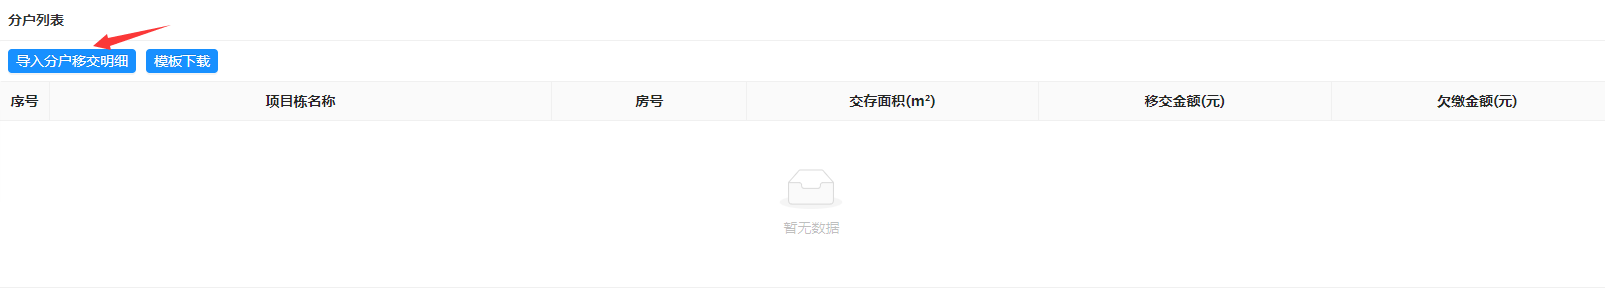 分户列表
导入分户移交明细 模板下载
序号 项目栋名称 房号 交存面积(m²) 移交金额(元) 欠缴金额(元)
暂无数据